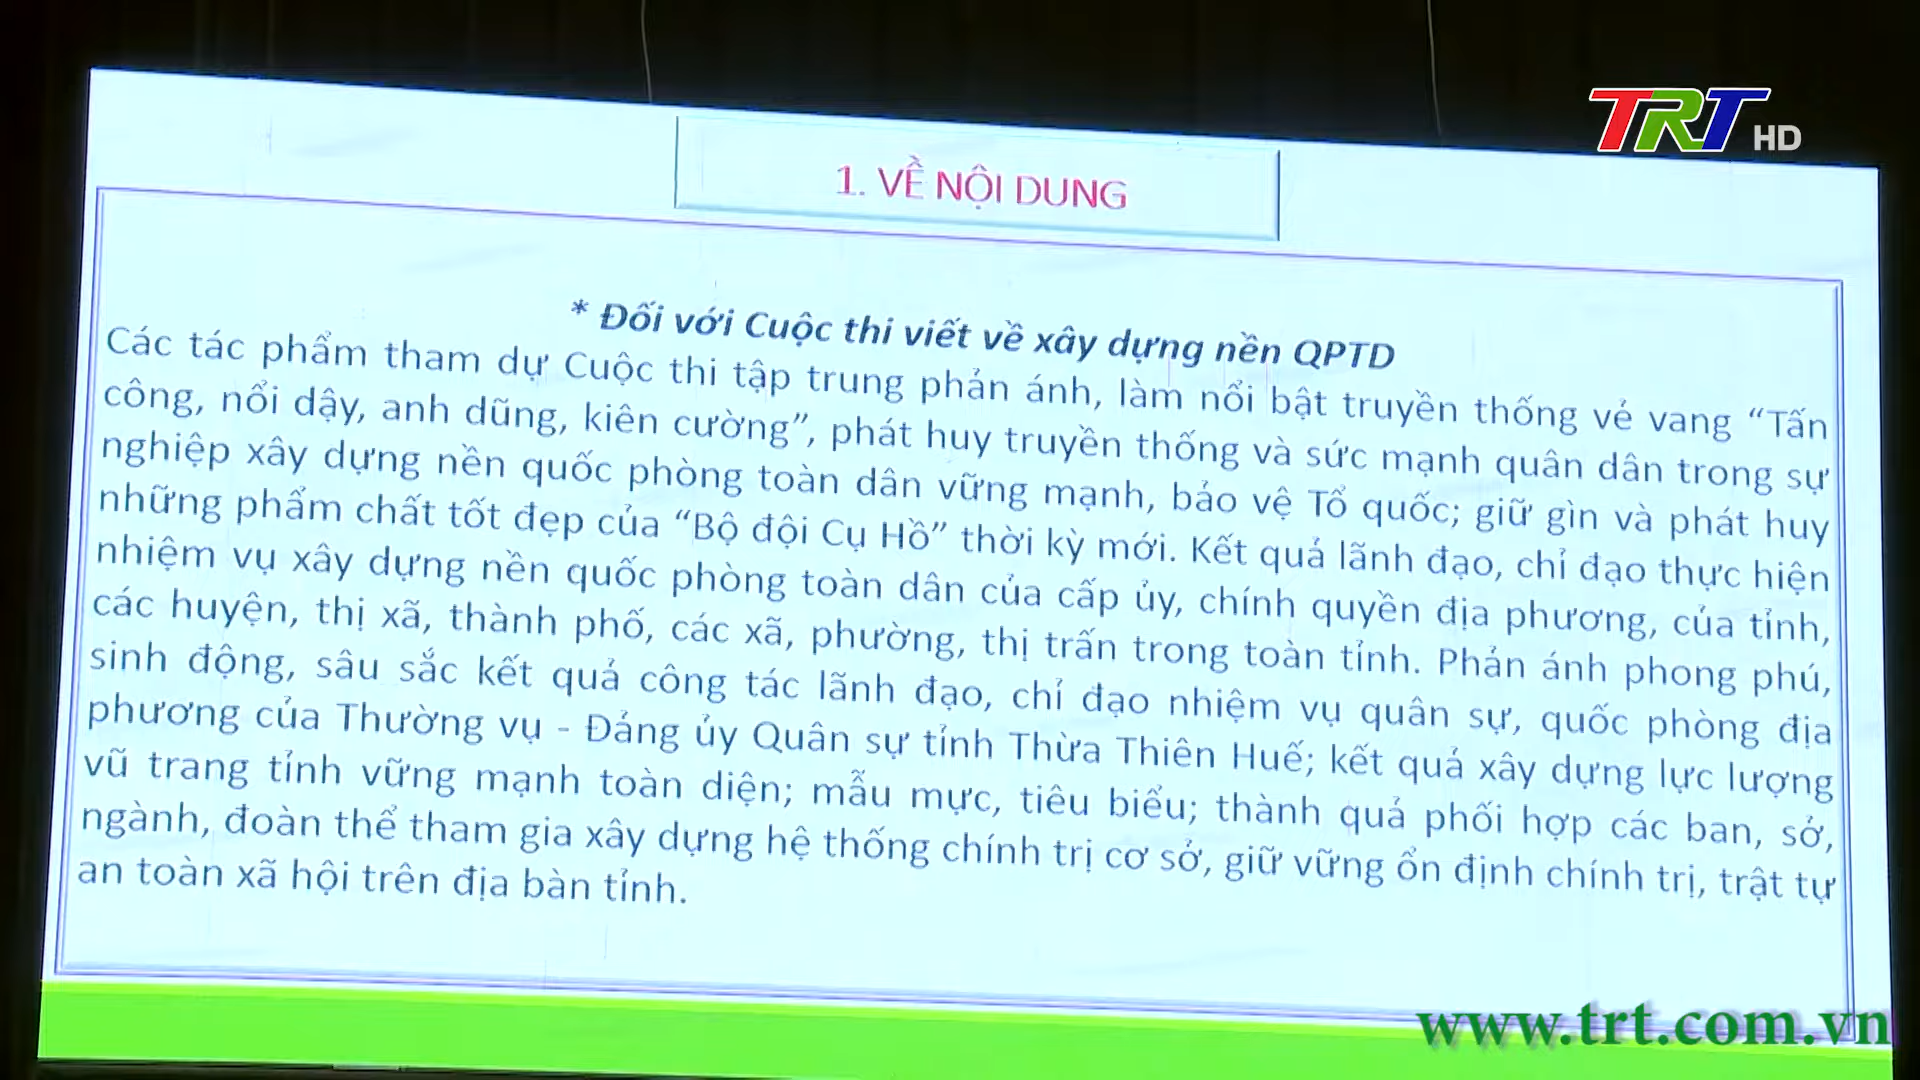 TRT HD
1. VỀ NỘI DUNG
* Đối với Cuộc thi viết về xây dựng nền QPTD
Các tác phẩm tham dự Cuộc thi tập trung phản ánh, làm nổi bật truyền thống vẻ vang “Tấn
công, nổi dậy, anh dũng, kiên cường”, phát huy truyền thống và sức mạnh quân dân trong sự
nghiệp xây dựng nền quốc phòng toàn dân vững mạnh, bảo vệ Tổ quốc; giữ gìn và phát huy
những phẩm chất tốt đẹp của “Bộ đội Cụ Hồ” thời kỳ mới. Kết quả lãnh đạo, chỉ đạo thực hiện
nhiệm vụ xây dựng nền quốc phòng toàn dân của cấp ủy, chính quyền địa phương, của tỉnh,
các huyện, thị xã, thành phố, các xã, phường, thị trấn trong toàn tỉnh. Phản ánh phong phú,
sinh động, sâu sắc kết quả công tác lãnh đạo, chỉ đạo nhiệm vụ quân sự, quốc phòng địa
phương của Thường vụ - Đảng ủy Quân sự tỉnh Thừa Thiên Huế; kết quả xây dựng lực lượng
vũ trang tỉnh vững mạnh toàn diện; mẫu mực, tiêu biểu; thành quả phối hợp các ban, sở,
ngành, đoàn thể tham gia xây dựng hệ thống chính trị cơ sở, giữ vững ổn định chính trị, trật tự
an toàn xã hội trên địa bàn tỉnh.
www.trt.com.vn